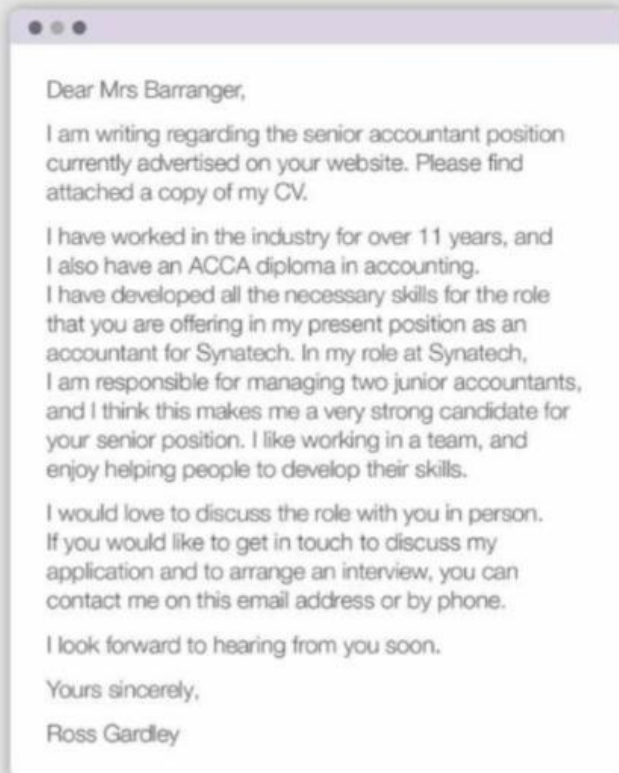 Dear Mrs Barranger,
I am writing regarding the senior accountant position
currently advertised on your website. Please find
attached a copy of my CV.
I have worked in the industry for over 11 years, and
I also have an ACCA diploma in accounting.
I have developed all the necessary skills for the role
that you are offering in my present position as an
accountant for Synatech. In my role at Synatech,
I am responsible for managing two junior accountants,
and I think this makes me a very strong candidate for
your senior position. I like working in a team, and
enjoy helping people to develop their skills.
I would love to discuss the role with you in person.
If you would like to get in touch to discuss my
application and to arrange an interview, you can
contact me on this email address or by phone.
I look forward to hearing from you soon.
Yours sincerely,
Ross Gardley